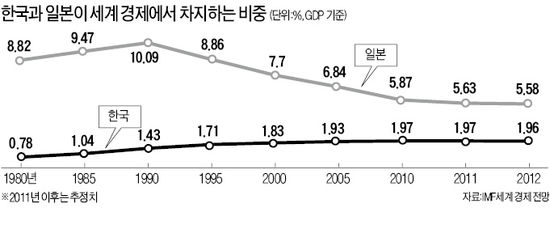 한국과 일본이 세계 경제에서 차지하는 비중 (단위:%, GDP 기준)
8.82 9.47 10.09 8.86 7.7 6.84 5.87 5.63 5.58
일본
한국
0.78 1.04 1.43 1.71 1.83 1.93 1.97 1.97 1.96
1980년 1985 1990 1995 2000 2005 2010 2011 2012
※2011년 이후는 추정치 자료:IMF세계 경제 전망